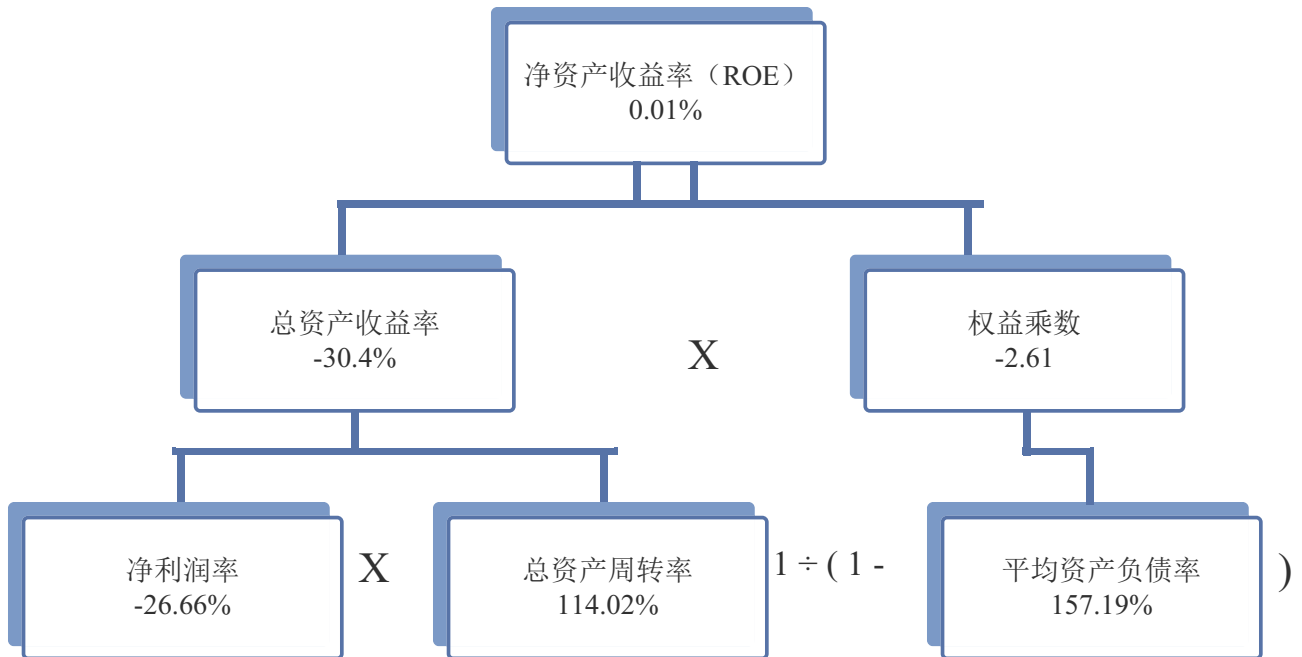 净资产收益率（ROE）
0.01%
总资产收益率
-30.4%
X
权益乘数
-2.61
净利润率
-26.66%
X
总资产周转率
114.02%
1 ÷ ( 1 -
平均资产负债率
157.19%
)